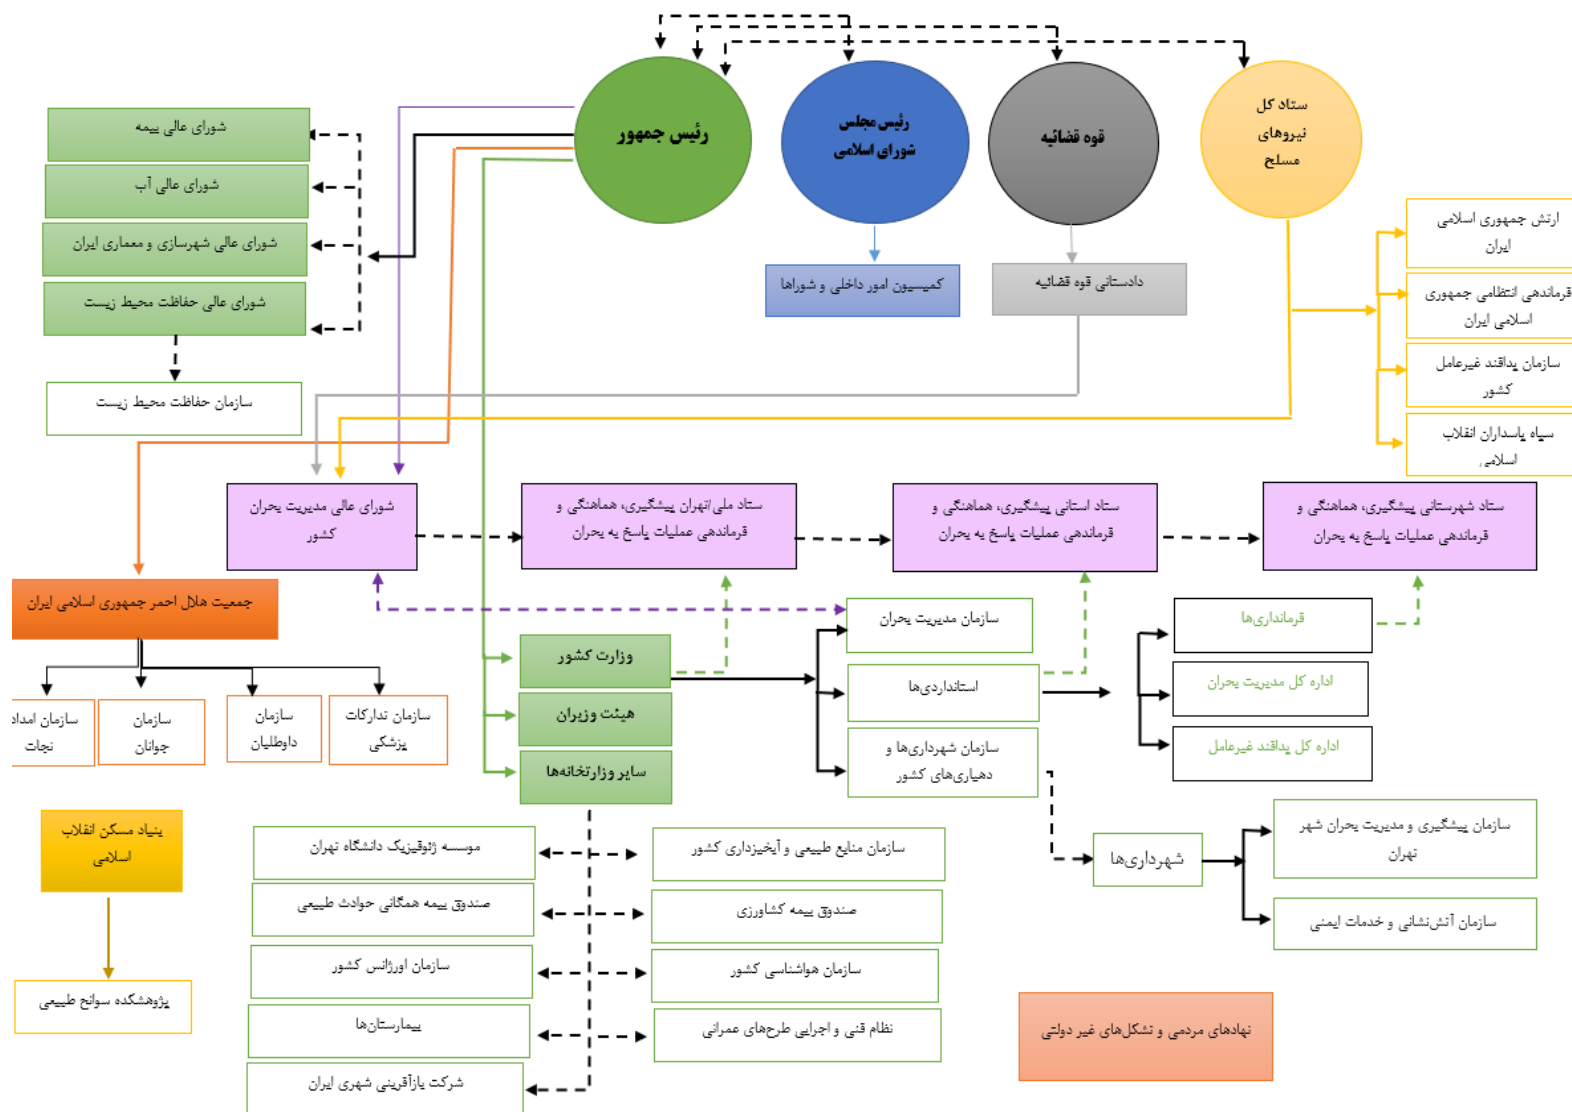 رئیس جمهور
رئیس مجلس
شورای اسلامی
قوه قضائیه
ستاد کل
نیروهای
مسلح
شورای عالی بیمه
شورای عالی آب
شورای عالی شهرسازی و معماری ایران
شورای عالی حفاظت محیط زیست
سازمان حفاظت محیط زیست
کمیسیون امور داخلی و شوراها
دادستانی قوه قضائیه
ارتش جمهوری اسلامی
ایران
فرماندهی انتظامی جمهوری
اسلامی ایران
سازمان پدافند غیرعامل
کشور
سپاه پاسداران انقلاب
اسلامی
شورای عالی مدیریت بحران
کشور
ستاد ملی/تهران پیشگیری، هماهنگی و
فرماندهی عملیات پاسخ به بحران
ستاد استانی پیشگیری، هماهنگی و
فرماندهی عملیات پاسخ به بحران
ستاد شهرستانی پیشگیری، هماهنگی و
فرماندهی عملیات پاسخ به بحران
جمعیت هلال احمر جمهوری اسلامی ایران
سازمان امداد
نجات
سازمان
جوانان
سازمان
داوطلبان
سازمان تدارکات
پزشکی
وزارت کشور
هیئت وزیران
سایر وزارتخانه‌ها
سازمان مدیریت بحران
استانداردی‌ها
سازمان شهرداری‌ها و
دهیاری‌های کشور
فرمانداری‌ها
اداره کل مدیریت بحران
اداره کل پدافند غیرعامل
شهرداری‌ها
سازمان پیشگیری و مدیریت بحران شهر
تهران
سازمان آتش‌نشانی و خدمات ایمنی
بنیاد مسکن انقلاب
اسلامی
پژوهشکده سوانح طبیعی
موسسه ژئوفیزیک دانشگاه تهران
سازمان منابع طبیعی و آبخیزداری کشور
صندوق بیمه همگانی حوادث طبیعی
صندوق بیمه کشاورزی
سازمان اورژانس کشور
سازمان هواشناسی کشور
بیمارستان‌ها
نظام فنی و اجرایی طرح‌های عمرانی
شرکت بازآفرینی شهری ایران
نهادهای مردمی و تشکل‌های غیر دولتی